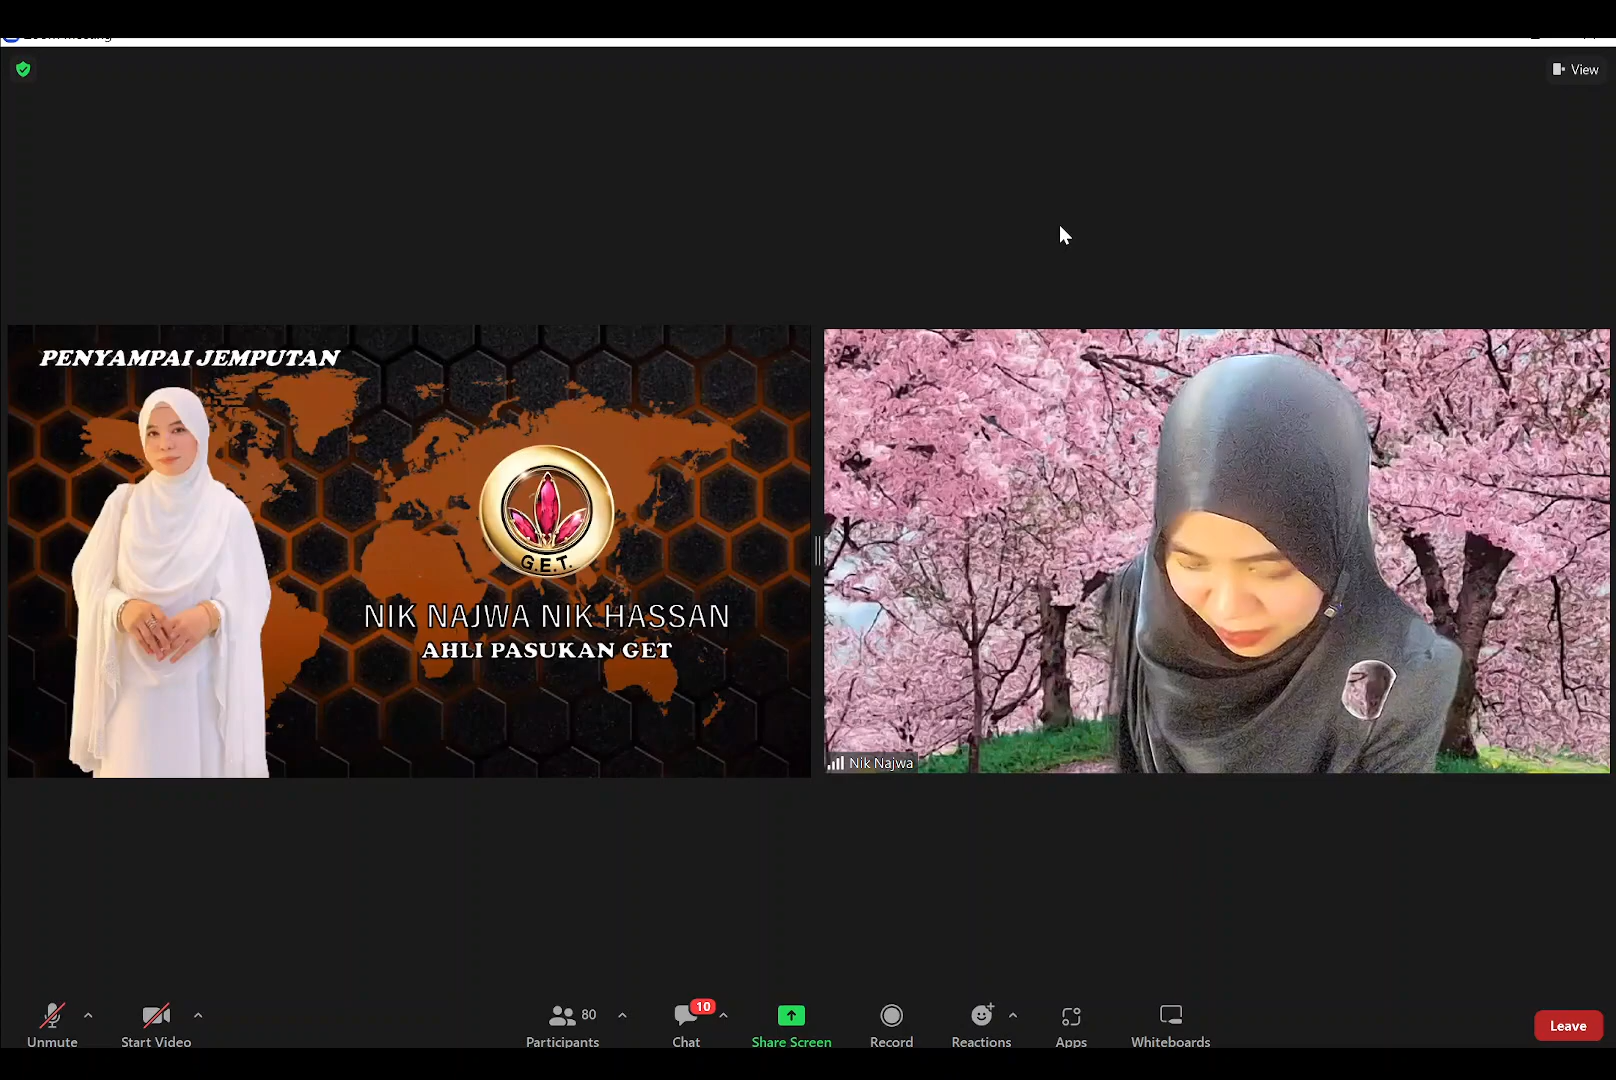 View
PENYAMPAI JEMPUTAN
G.E.T.
NIK NAJWA NIK HASSAN
AHLI PASUKAN GET
Nik Najwa
80
10
Unmute
Start Video
Participants
Chat
Share Screen
Record
Reactions
Apps
Whiteboards
Leave